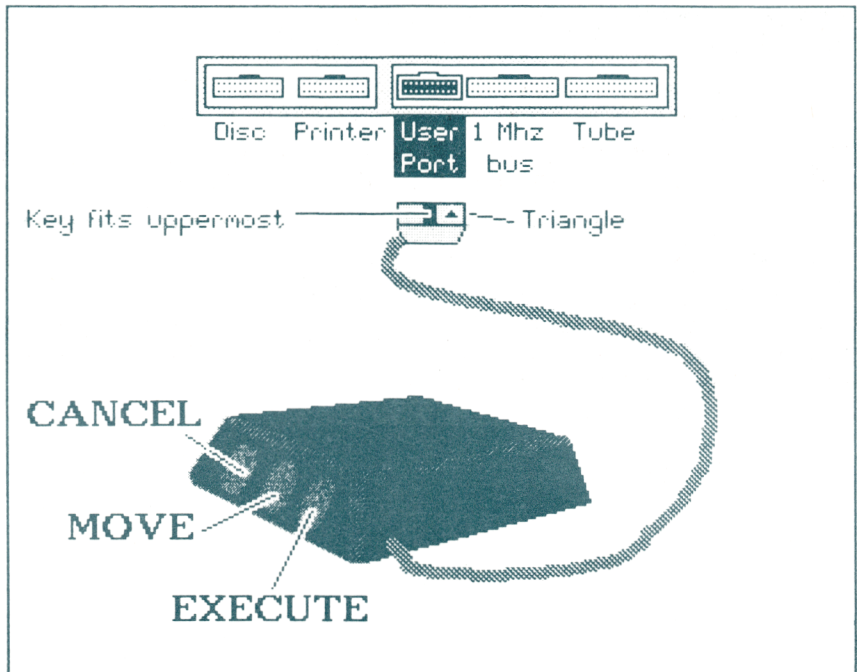 Disc Printer User 1 Mhz Tube
Port bus
Key fits uppermost Triangle
CANCEL
MOVE
EXECUTE